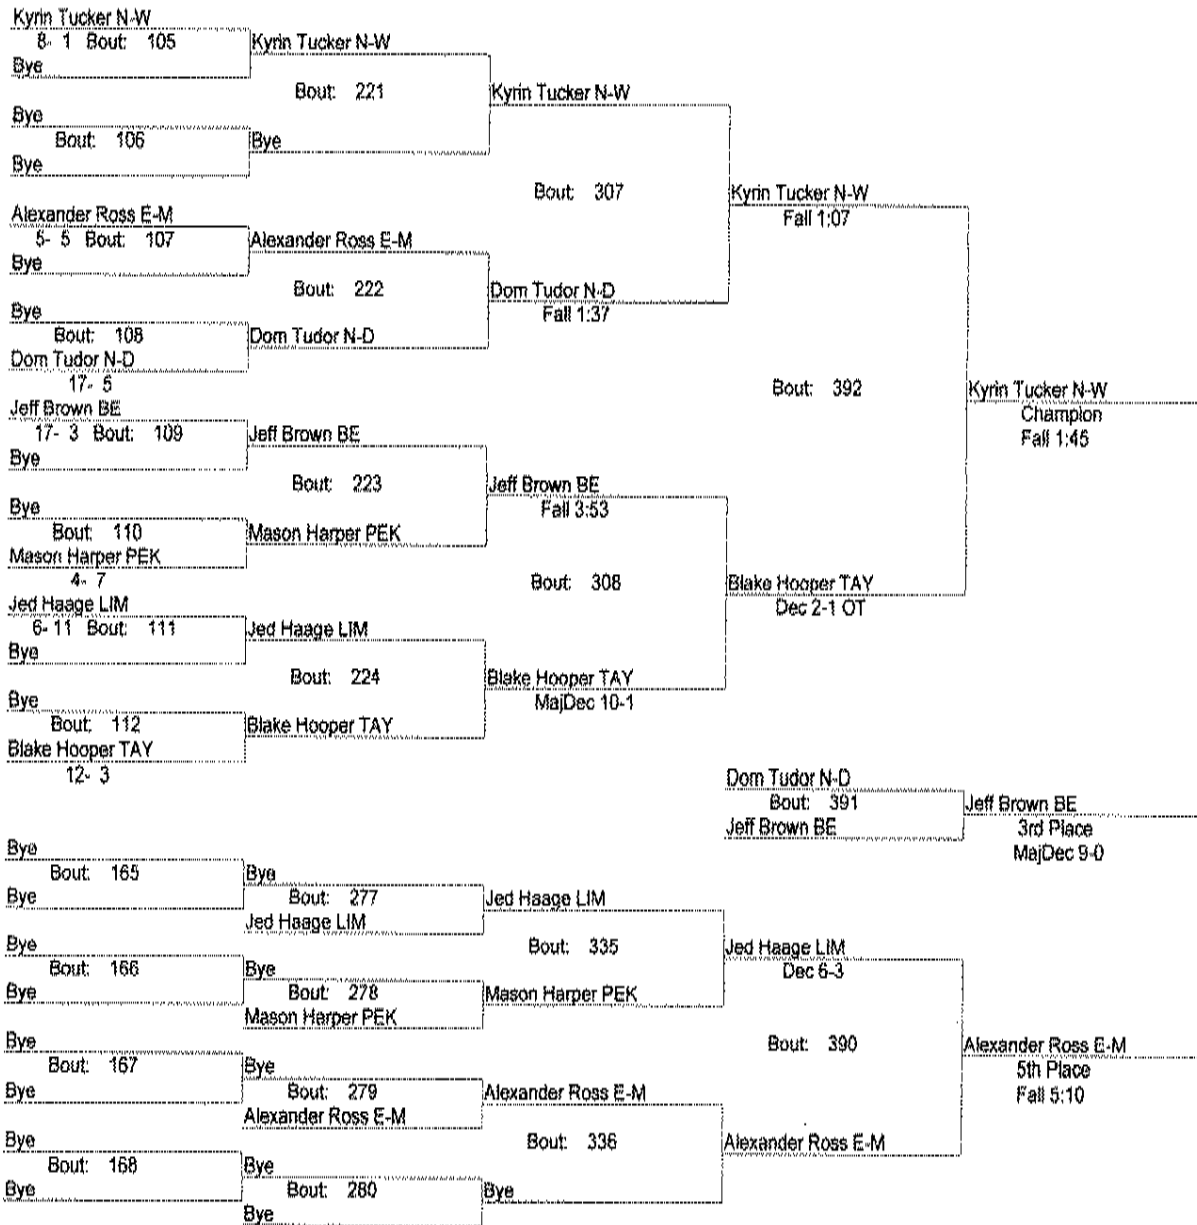 Kyrin Tucker N-W
8- 1 Bout: 105
Kyrin Tucker N-W
Bye
Bout: 221
Kyrin Tucker N-W
Bye
Bout: 106
Bye
Bye
Bout: 307
Kyrin Tucker N-W
Fall 1:07
Alexander Ross E-M
5- 5 Bout: 107
Alexander Ross E-M
Bye
Bout: 222
Dom Tudor N-D
Fall 1:37
Bye
Bout: 108
Dom Tudor N-D
Dom Tudor N-D
17- 5
Bout: 392
Kyrin Tucker N-W
Champion
Fall 1:45
Jeff Brown BE
17- 3 Bout: 109
Jeff Brown BE
Bye
Bout: 223
Jeff Brown BE
Fall 3:53
Bye
Bout: 110
Mason Harper PEK
Mason Harper PEK
4- 7
Bout: 308
Blake Hooper TAY
Dec 2-1 OT
Jed Haage LIM
6- 11 Bout: 111
Jed Haage LIM
Bye
Bout: 224
Blake Hooper TAY
MajDec 10-1
Bye
Bout: 112
Blake Hooper TAY
Blake Hooper TAY
12- 3
Dom Tudor N-D
Bout: 391
Jeff Brown BE
Jeff Brown BE
3rd Place
MajDec 9-0
Bye
Bout: 165
Bye
Bye
Bout: 277
Jed Haage LIM
Jed Haage LIM
Bye
Bout: 335
Jed Haage LIM
Dec 6-3
Bout: 166
Bye
Bye
Bout: 278
Mason Harper PEK
Mason Harper PEK
Bye
Bout: 390
Alexander Ross E-M
5th Place
Fall 5:10
Bout: 167
Bye
Bye
Bout: 279
Alexander Ross E-M
Alexander Ross E-M
Bye
Bout: 336
Alexander Ross E-M
Bout: 168
Bye
Bye
Bout: 280
Bye
Bye